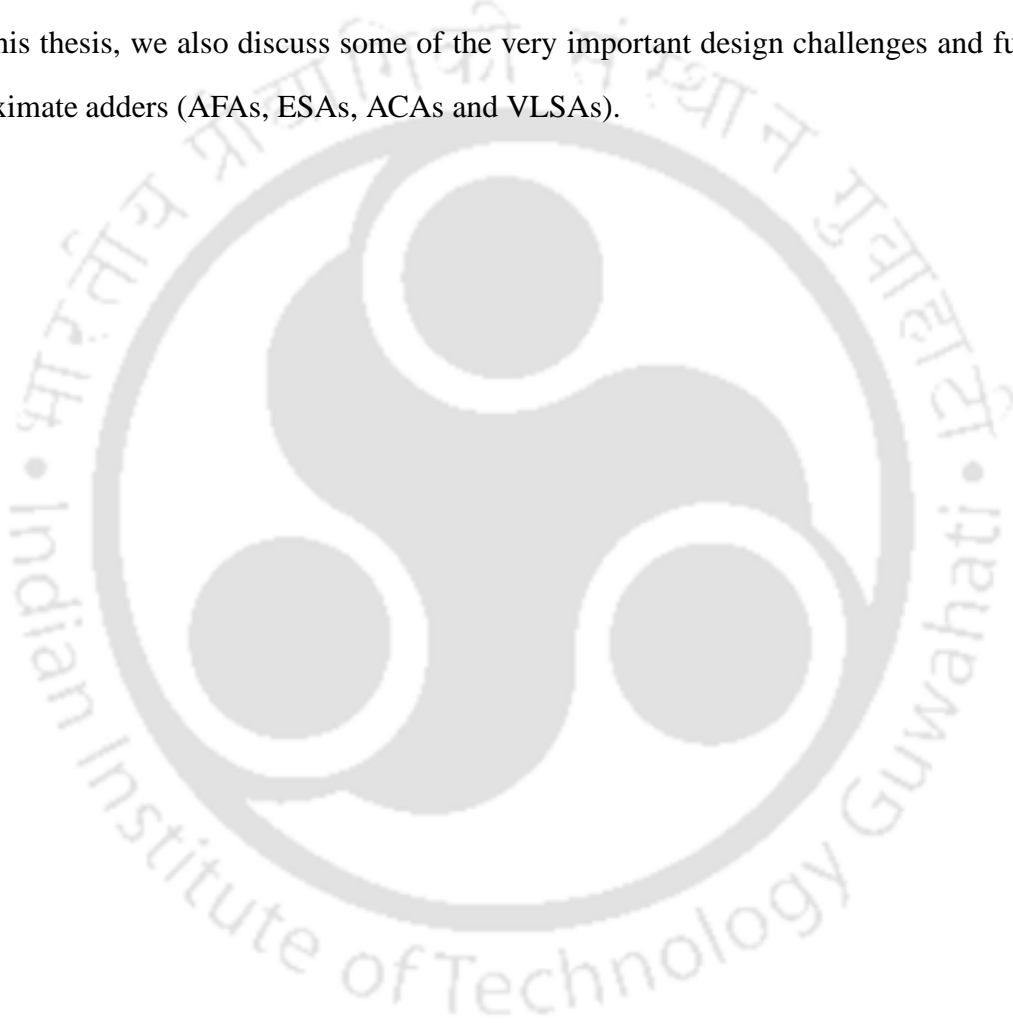 his thesis, we also discuss some of the very important design challenges and fu
ximate adders (AFAs, ESAs, ACAs and VLSAs).
भारतीय प्रौद्योगिकी संस्थान गुवाहाटी
Indian Institute of Technology Guwahati